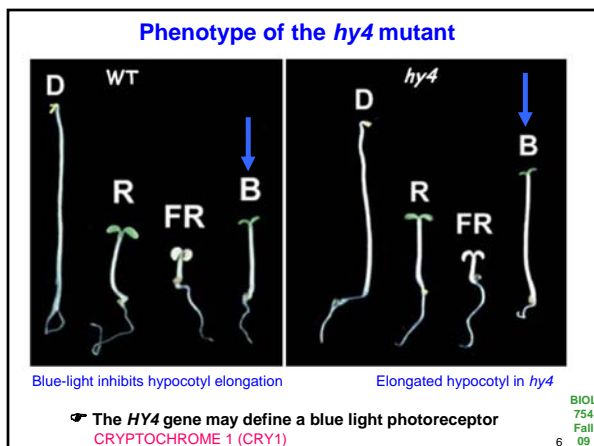 Phenotype of the hy4 mutant
WT
D
R
FR
B
hy4
D
R
FR
B
Blue-light inhibits hypocotyl elongation
Elongated hypocotyl in hy4
☞ The HY4 gene may define a blue light photoreceptor
CRYPTOCHROME 1 (CRY1)
6
BIOL
754
Fall
09